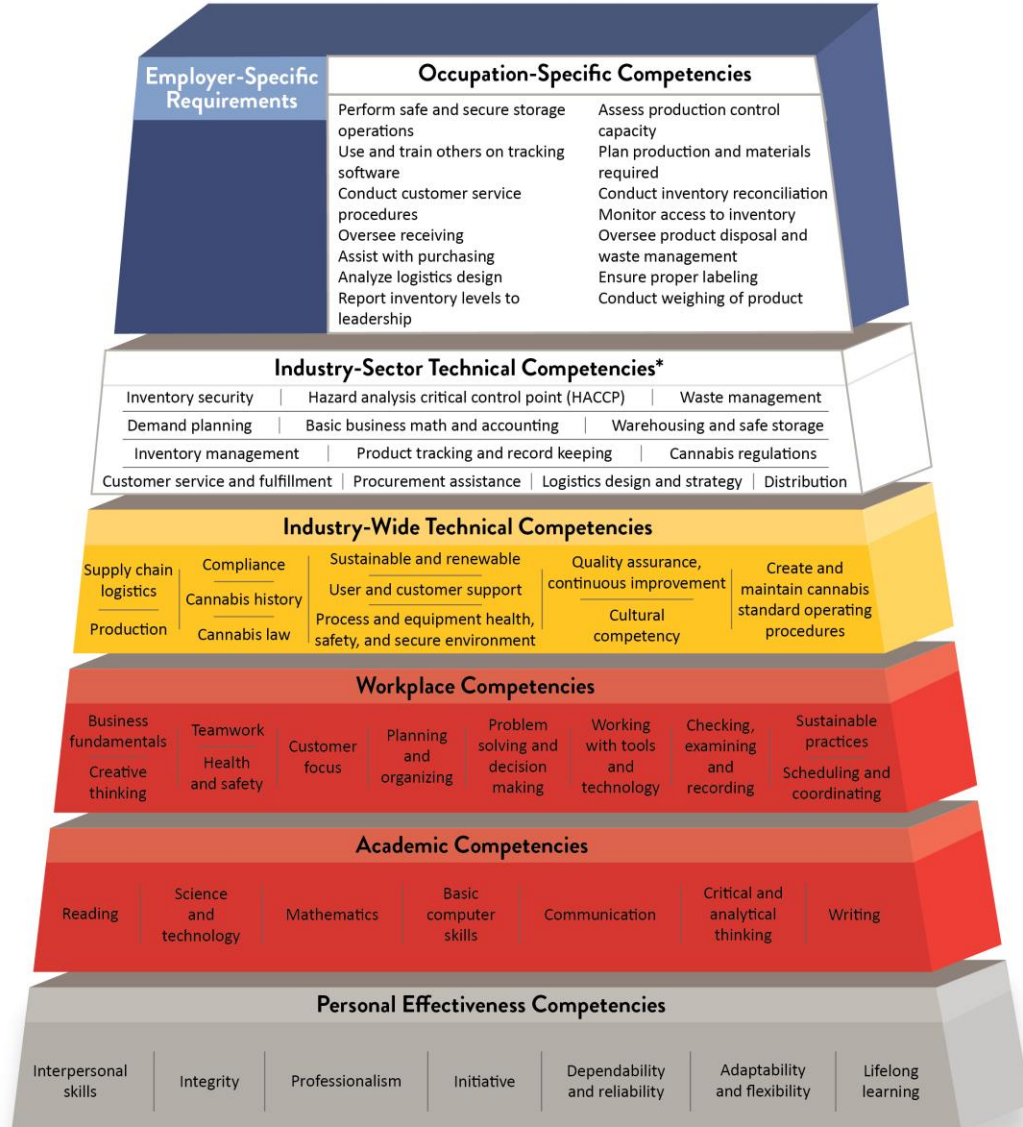 Employer-Specific
Requirements
Occupation-Specific Competencies
Perform safe and secure storage
operations
Use and train others on tracking
software
Conduct customer service
procedures
Oversee receiving
Assist with purchasing
Analyze logistics design
Report inventory levels to
leadership
Assess production control
capacity
Plan production and materials
required
Conduct inventory reconciliation
Monitor access to inventory
Oversee product disposal and
waste management
Ensure proper labeling
Conduct weighing of product
Industry-Sector Technical Competencies*
Inventory security | Hazard analysis critical control point (HACCP) | Waste management
Demand planning | Basic business math and accounting | Warehousing and safe storage
Inventory management | Product tracking and record keeping | Cannabis regulations
Customer service and fulfillment | Procurement assistance | Logistics design and strategy | Distribution
Industry-Wide Technical Competencies
Supply chain
logistics
Production
Compliance
Cannabis history
Cannabis law
Sustainable and renewable
User and customer support
Process and equipment health,
safety, and secure environment
Quality assurance,
continuous improvement
Cultural
competency
Create and
maintain cannabis
standard operating
procedures
Workplace Competencies
Business
fundamentals
Creative
thinking
Teamwork
Health
and safety
Customer
focus
Planning
and
organizing
Problem
solving and
decision
making
Working
with tools
and
technology
Checking,
examining
and
recording
Sustainable
practices
Scheduling and
coordinating
Academic Competencies
Reading
Science
and
technology
Mathematics
Basic
computer
skills
Communication
Critical and
analytical
thinking
Writing
Personal Effectiveness Competencies
Interpersonal
skills
Integrity
Professionalism
Initiative
Dependability
and reliability
Adaptability
and flexibility
Lifelong
learning